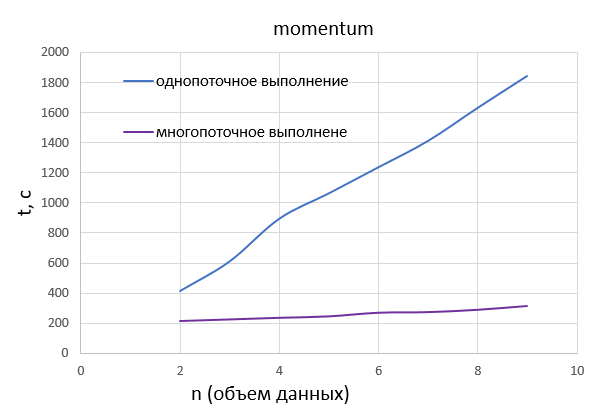 momentum
2000
1800
1600
1400
1200
1000
800
600
400
200
0
однопоточное выполнение
многопоточное выполнене
t, c
0 2 4 6 8 10
n (объем данных)